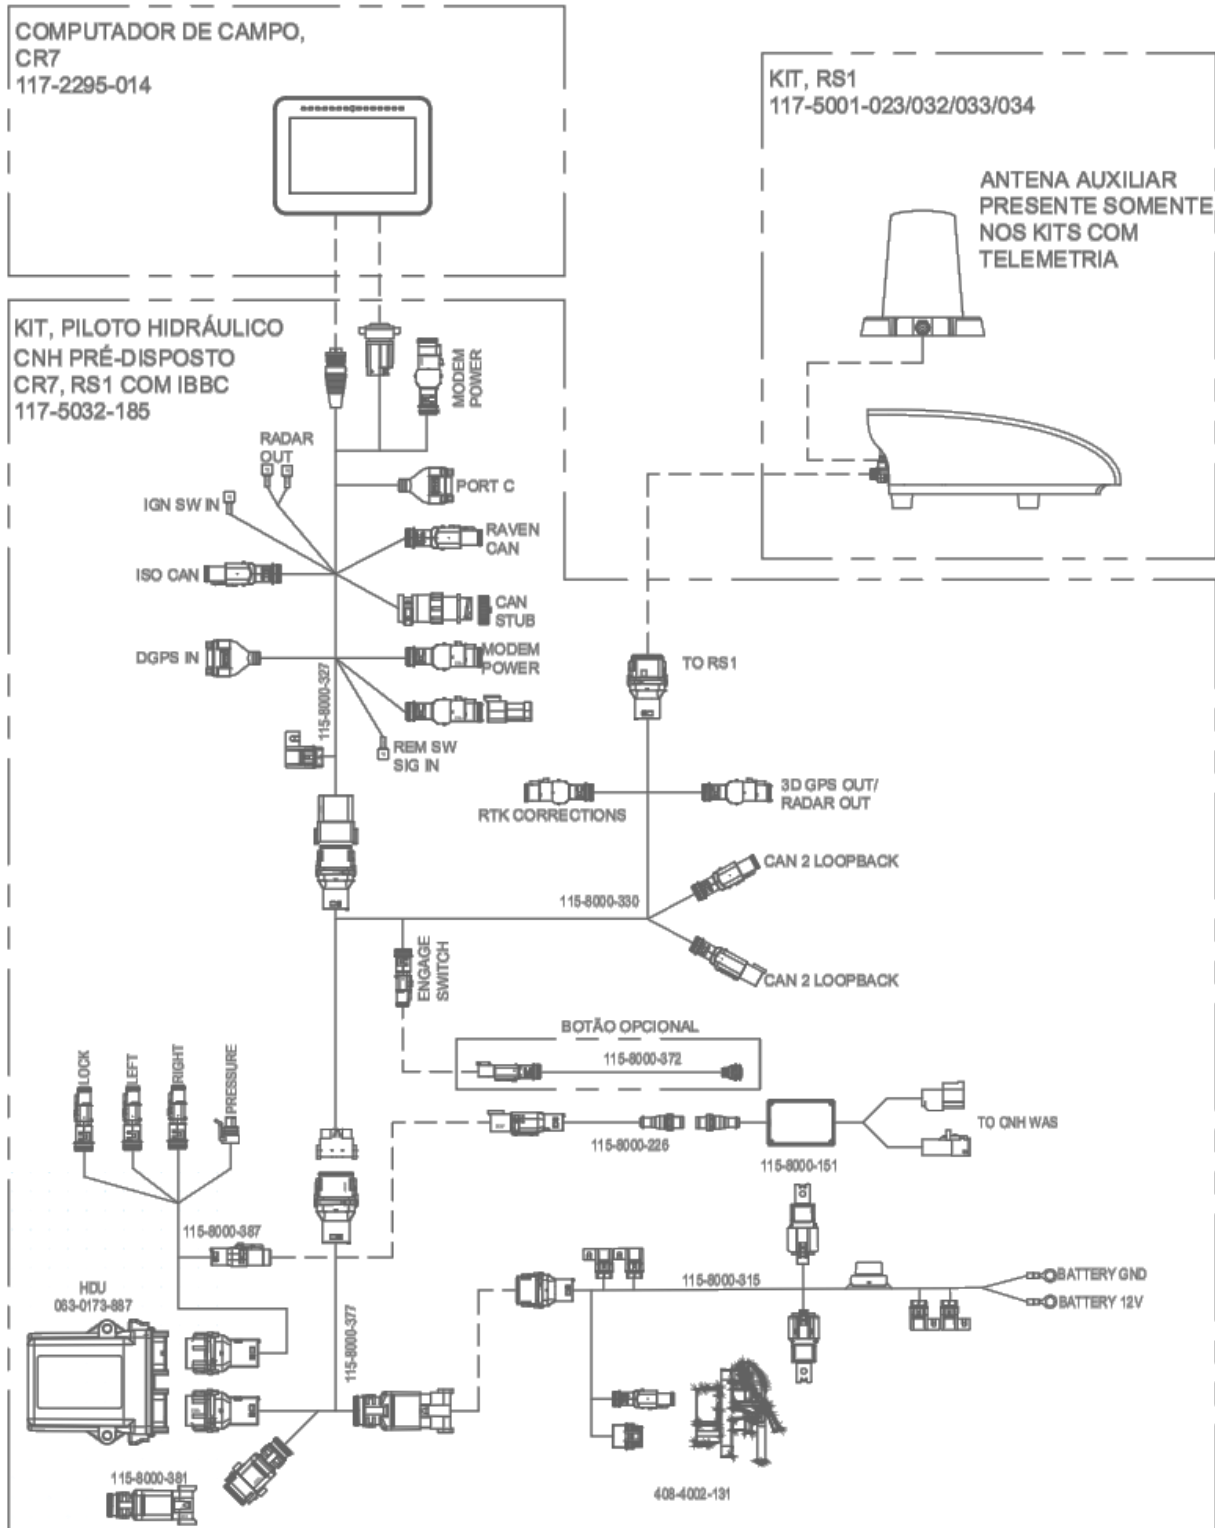 COMPUTADOR DE CAMPO,
CR7
117-2295-014
KIT, RS1
117-5001-023/032/033/034
ANTENA AUXILIAR
PRESENTE SOMENTE
NOS KITS COM
TELEMETRIA
KIT, PILOTO HIDRÁULICO
CNH PRÉ-DISPOSTO
CR7, RS1 COM IBBC
117-5032-185
MODEM
POWER
RADAR
OUT
IGN SW IN
PORT C
RAVEN
CAN
ISO CAN
CAN
STUB
DGPS IN
MODEM
POWER
115-8000-327
REM SW
SIG IN
TO RS1
RTK CORRECTIONS
3D GPS OUT/
RADAR OUT
CAN 2 LOOPBACK
115-8000-330
CAN 2 LOOPBACK
ENGAGE
SWITCH
BOTÃO OPCIONAL
115-8000-372
LOCK
LEFT
RIGHT
PRESSURE
115-8000-226
115-8000-151
TO CNH WAS
115-8000-387
HDU
063-0173-887
115-8000-377
115-8000-315
BATTERY GND
BATTERY 12V
115-8000-381
408-4002-131